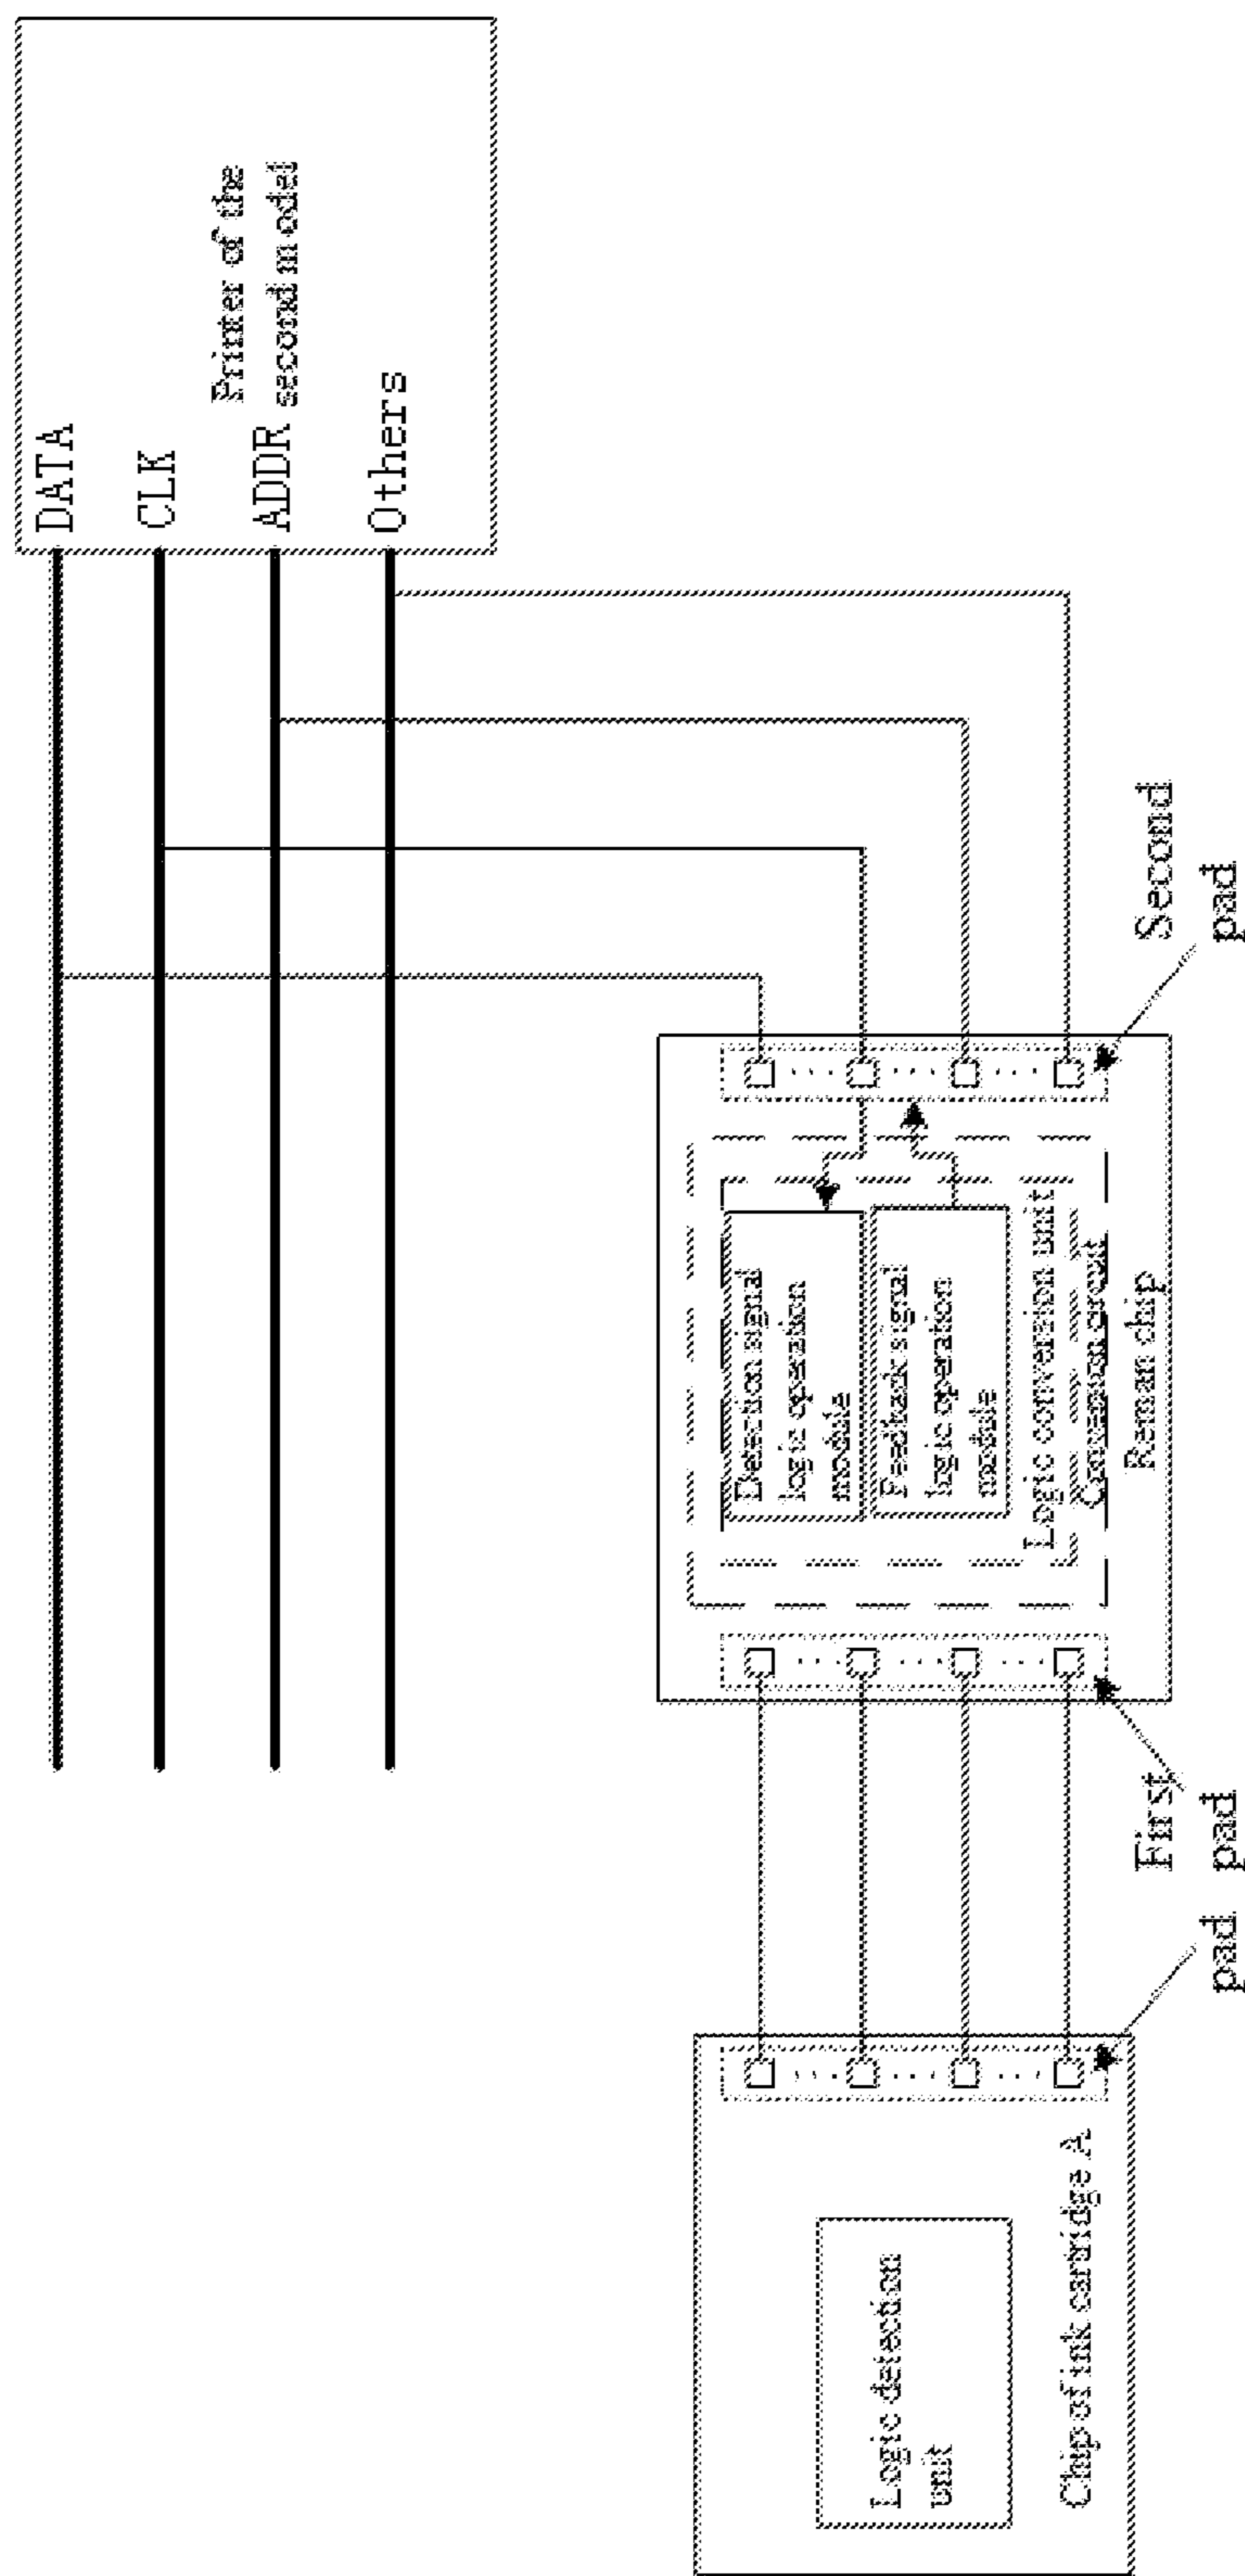 DATA
CLK
ADDR
Others
Printer of the
second model
Second
pad
Detection signal
logic operation
module
Feedback signal
logic operation
module
Logic conversion unit
Conversion circuit
Reman chip
First
pad
pad
Logic detection
unit
Chip of ink cartridge A